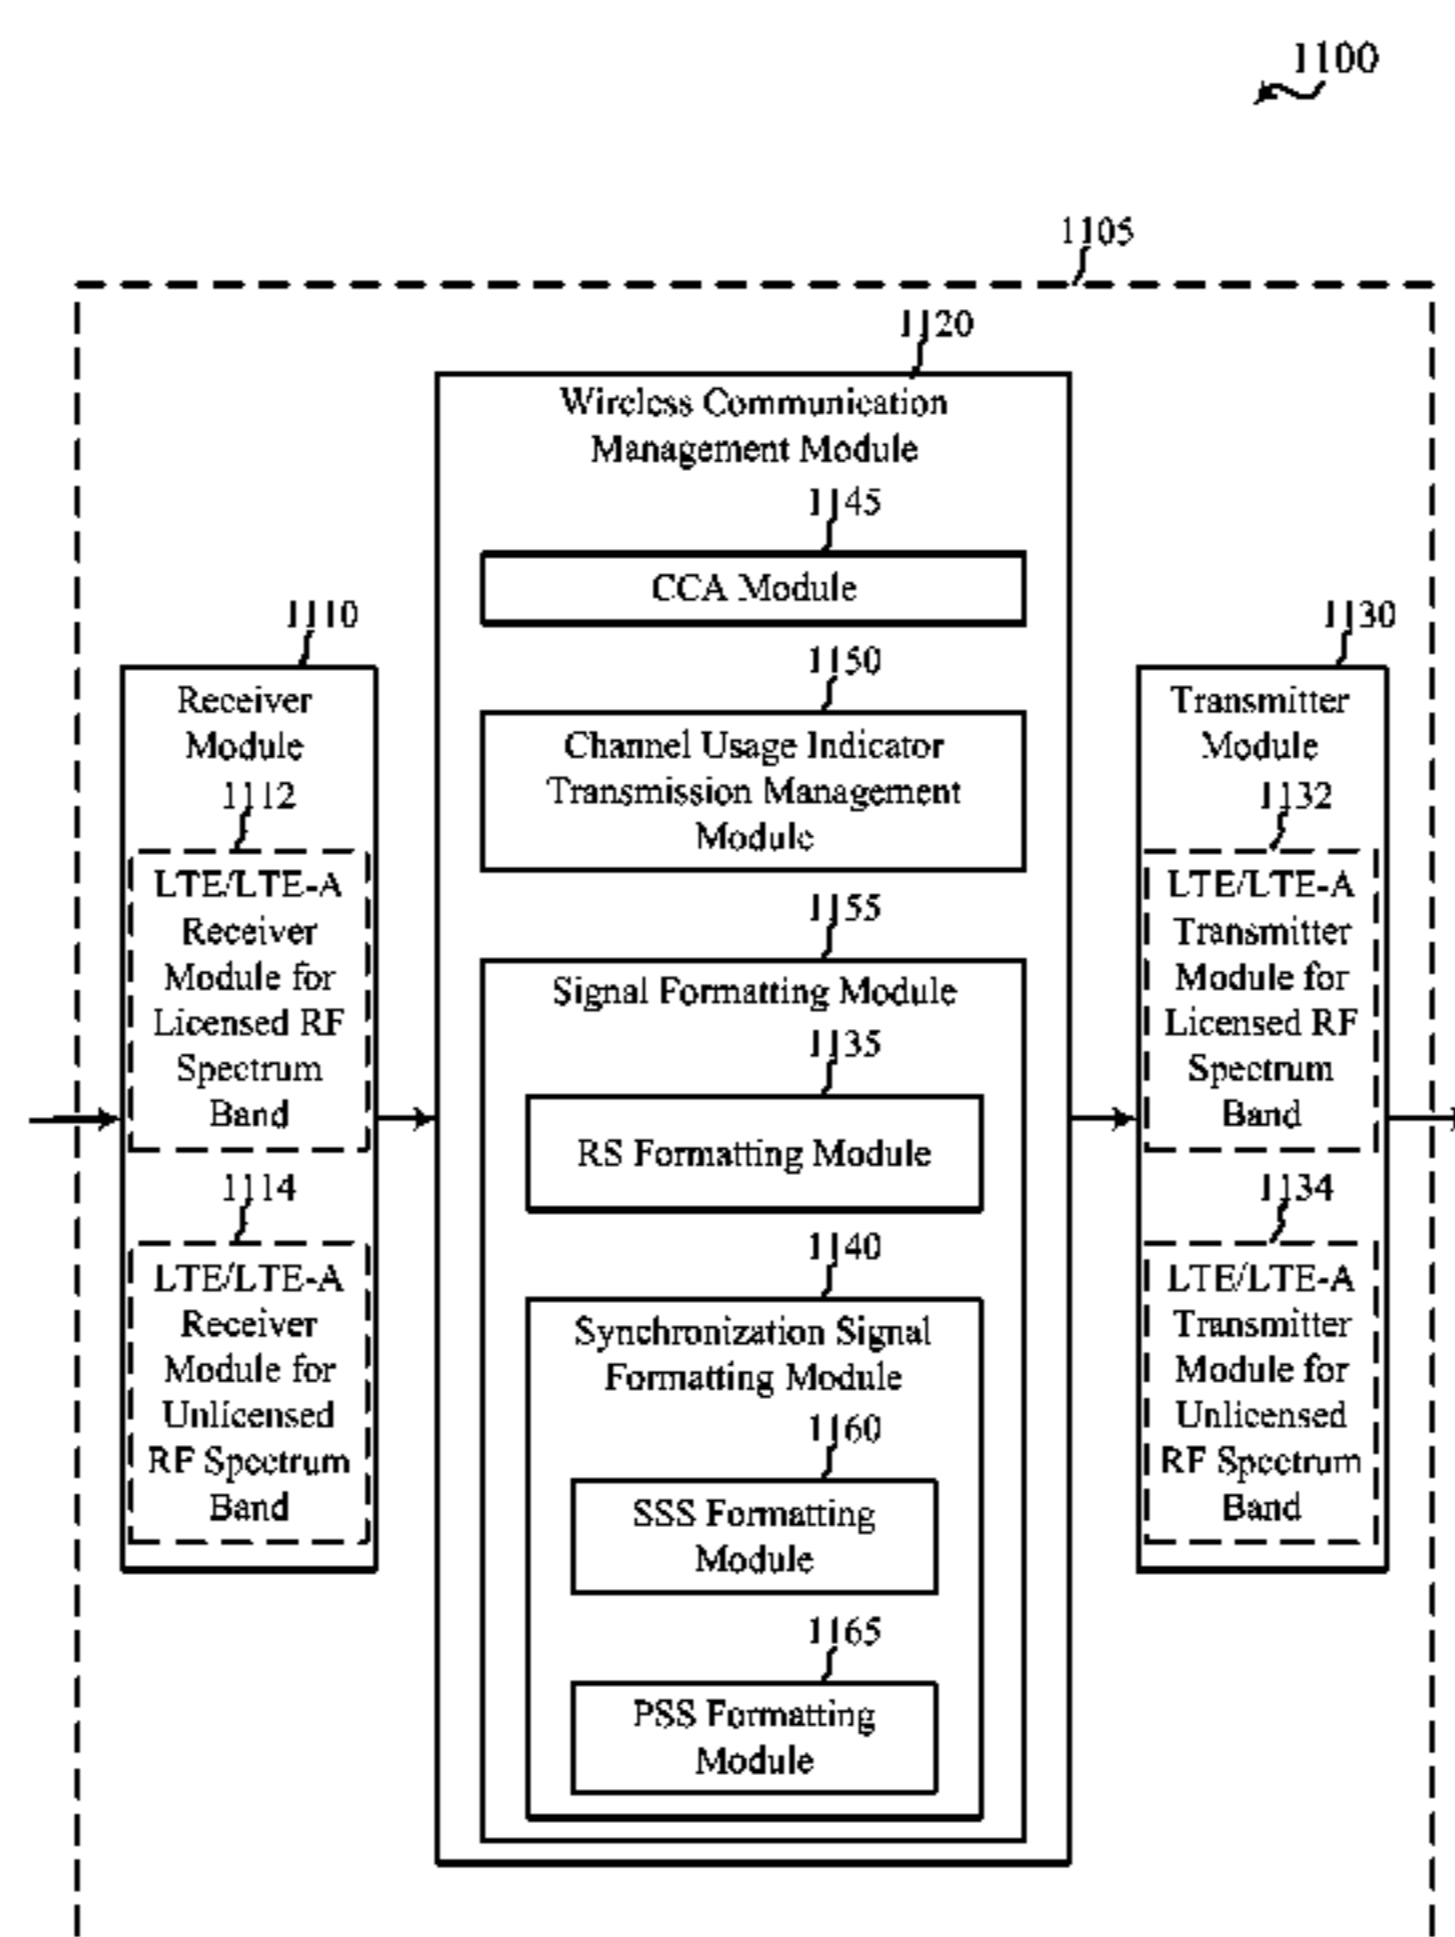 1100
1105
1120
Wireless Communication
Management Module
1145
CCA Module
1150
Channel Usage Indicator
Transmission Management
Module
1155
Signal Formatting Module
1135
RS Formatting Module
1140
Synchronization Signal
Formatting Module
1160
SSS Formatting
Module
1165
PSS Formatting
Module
1110
Receiver
Module
1112
LTE/LTE-A
Receiver
Module for
Licensed RF
Spectrum
Band
1114
LTE/LTE-A
Receiver
Module for
Unlicensed
RF Spectrum
Band
1130
Transmitter
Module
1132
LTE/LTE-A
Transmitter
Module for
Licensed RF
Spectrum
Band
1134
LTE/LTE-A
Transmitter
Module for
Unlicensed
RF Spectrum
Band